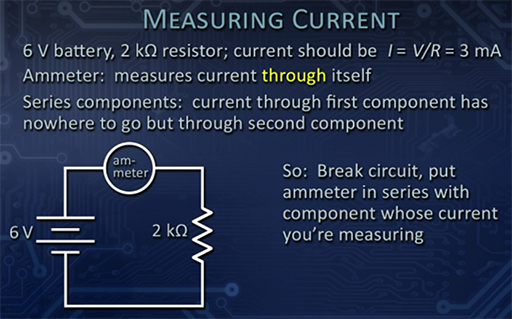 MEASURING CURRENT
6 V battery, 2 kΩ resistor; current should be I = V/R = 3 mA
Ammeter: measures current through itself
Series components: current through first component has
nowhere to go but through second component
am-
meter
6 V
2 kΩ
So: Break circuit, put
ammeter in series with
component whose current
you're measuring